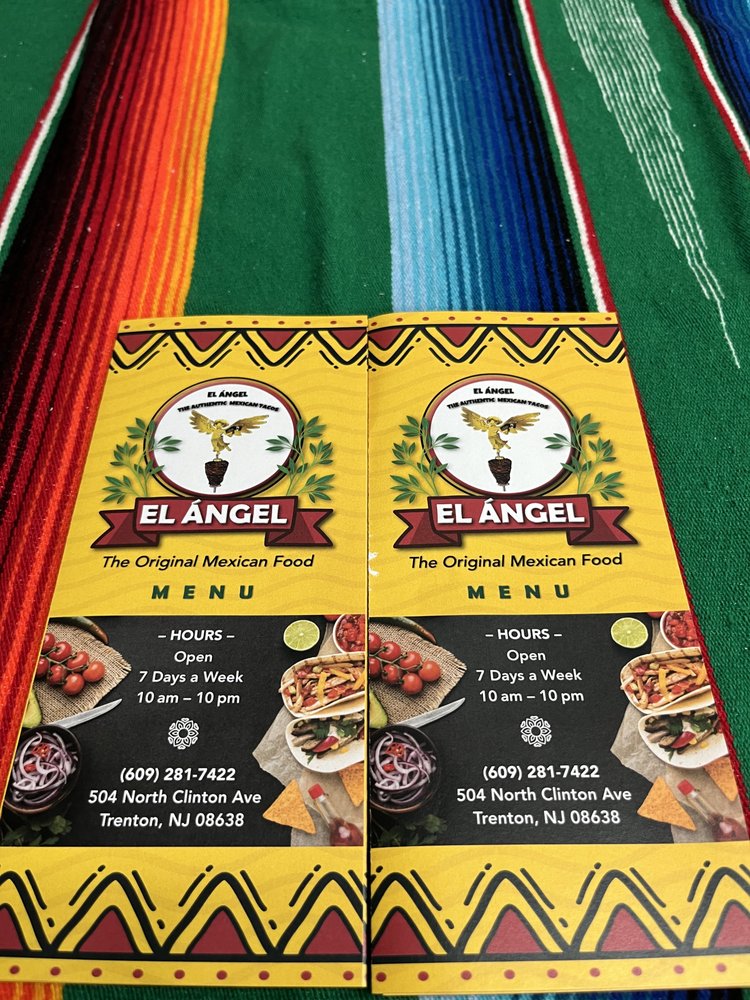 EL ÁNGEL
THE AUTHENTIC MEXICAN TACOS
EL ÁNGEL
The Original Mexican Food
MENU
– HOURS –
Open
7 Days a Week
10 am – 10 pm
(609) 281-7422
504 North Clinton Ave
Trenton, NJ 08638
EL ÁNGEL
THE AUTHENTIC MEXICAN TACOS
EL ÁNGEL
The Original Mexican Food
MENU
– HOURS –
Open
7 Days a Week
10 am – 10 pm
(609) 281-7422
504 North Clinton Ave
Trenton, NJ 08638